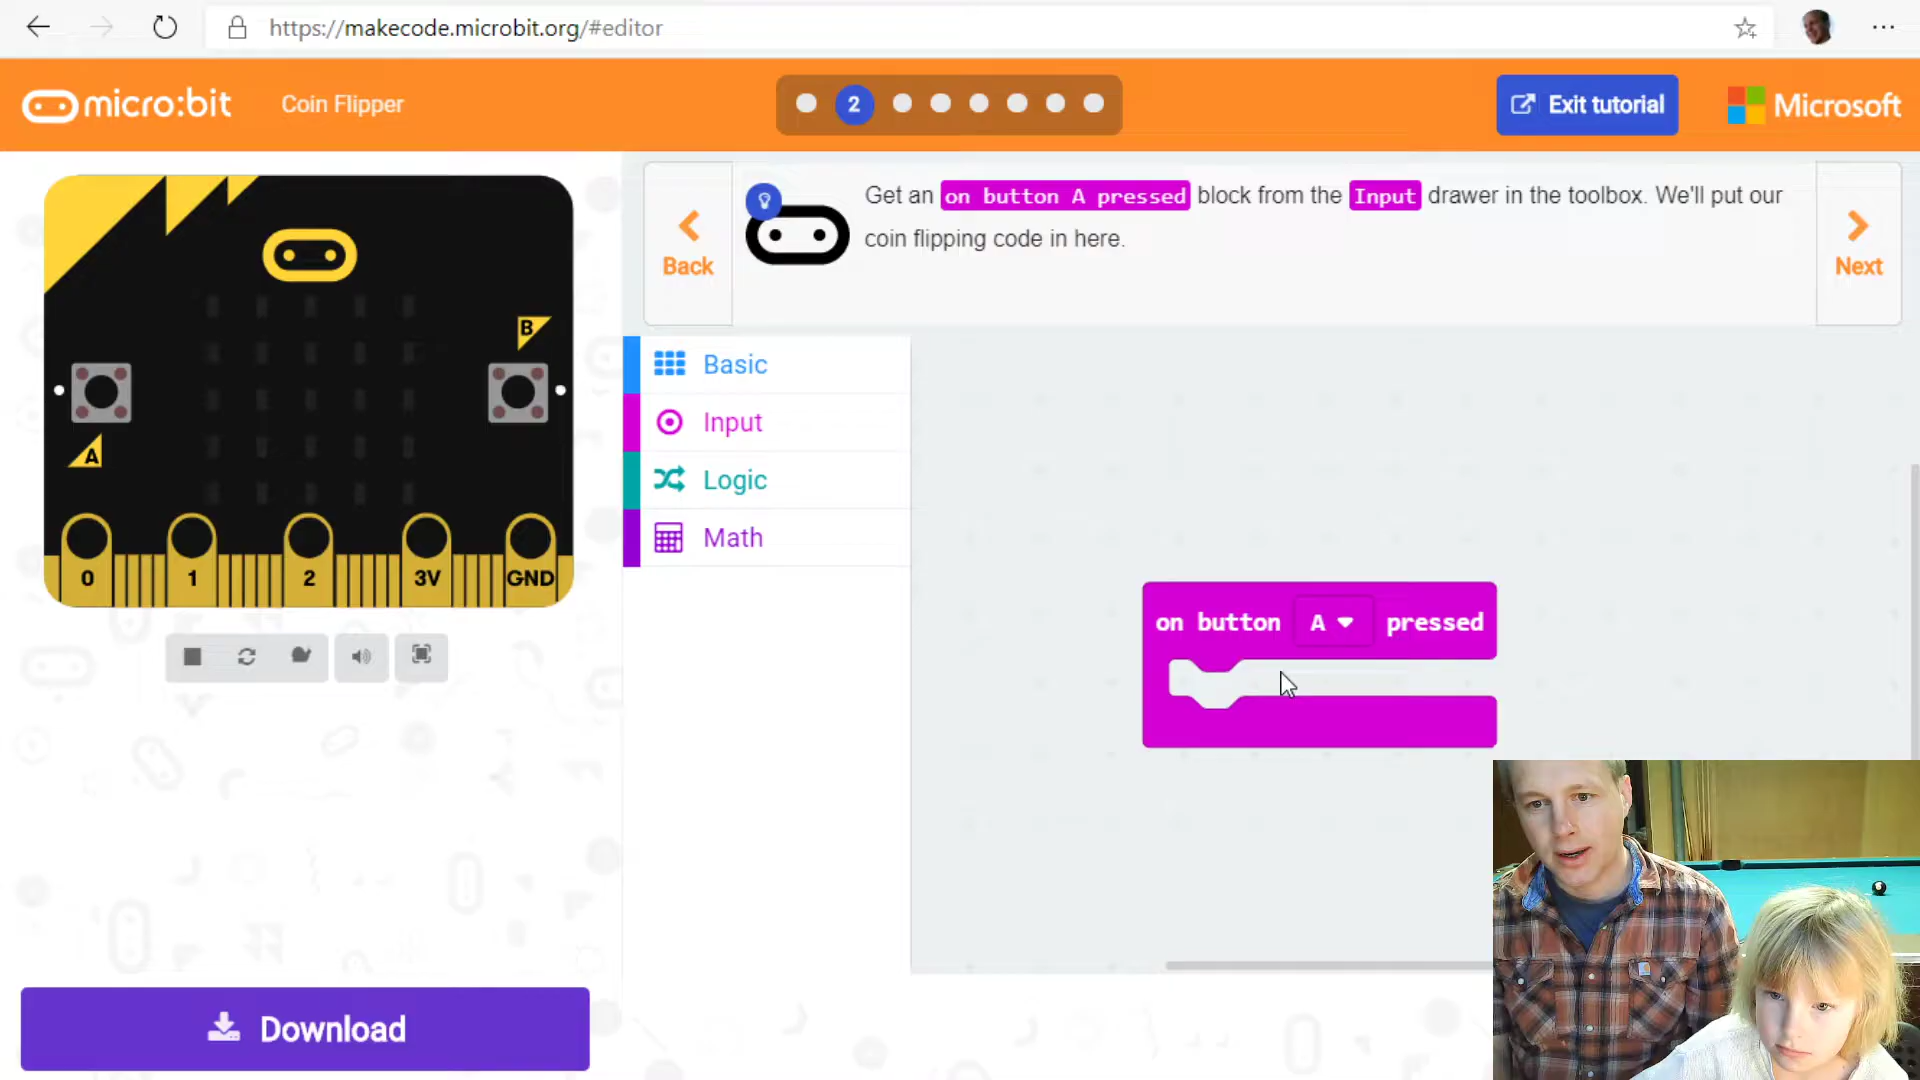 https://makecode.microbit.org/#editor
micro:bit
Coin Flipper
2
Exit tutorial
Microsoft
Back
Get an on button A pressed block from the Input drawer in the toolbox. We'll put our
coin flipping code in here.
Next
B
A
0
1
2
3V
GND
Basic
Input
Logic
Math
on button A pressed
Download